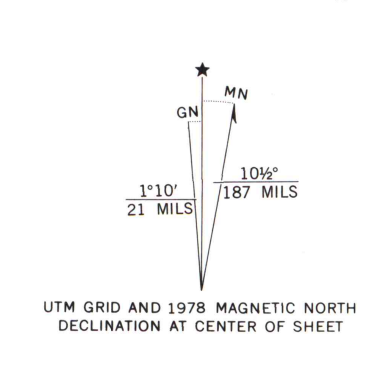 MN
GN
1°10′
21 MILS
10½°
187 MILS
UTM GRID AND 1978 MAGNETIC NORTH
DECLINATION AT CENTER OF SHEET